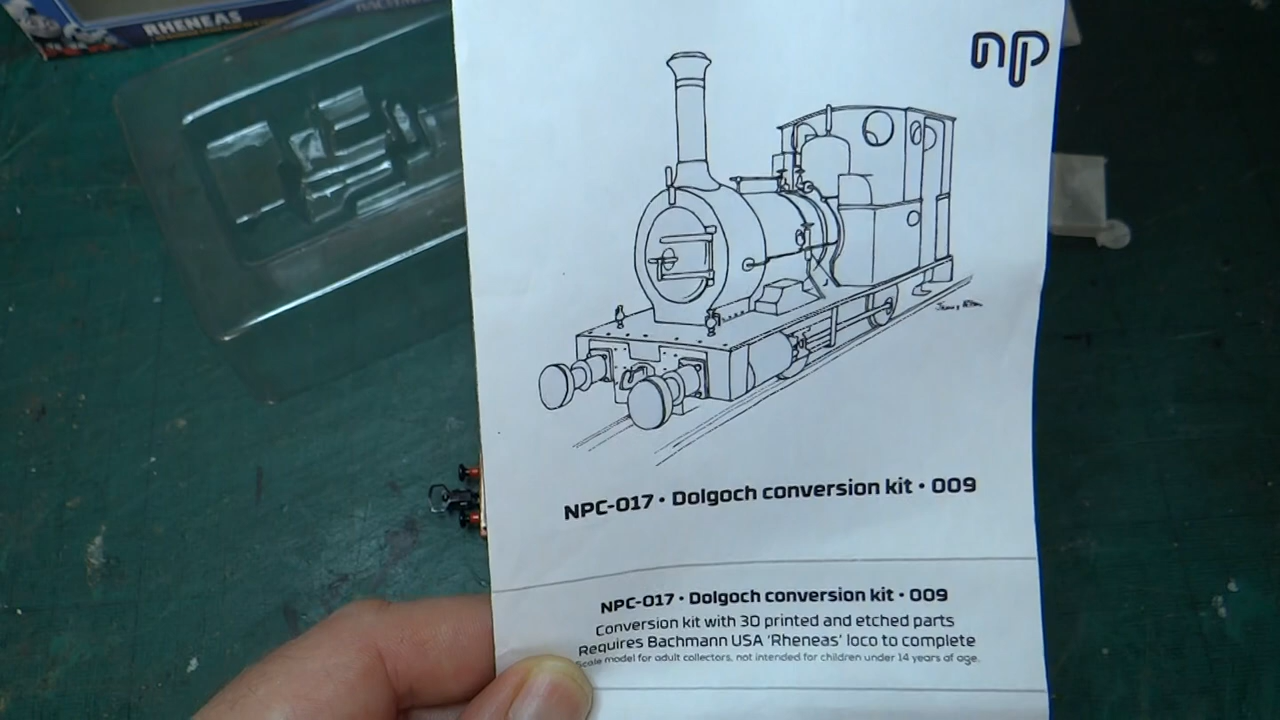 RHENEAS
np
NPC-017 • Dolgoch conversion kit • 009
NPC-017 • Dolgoch conversion kit • 009
Conversion kit with 3D printed and etched parts
Requires Bachmann USA 'Rheneas' loco to complete
Scale model for adult collectors, not intended for children under 14 years of age.